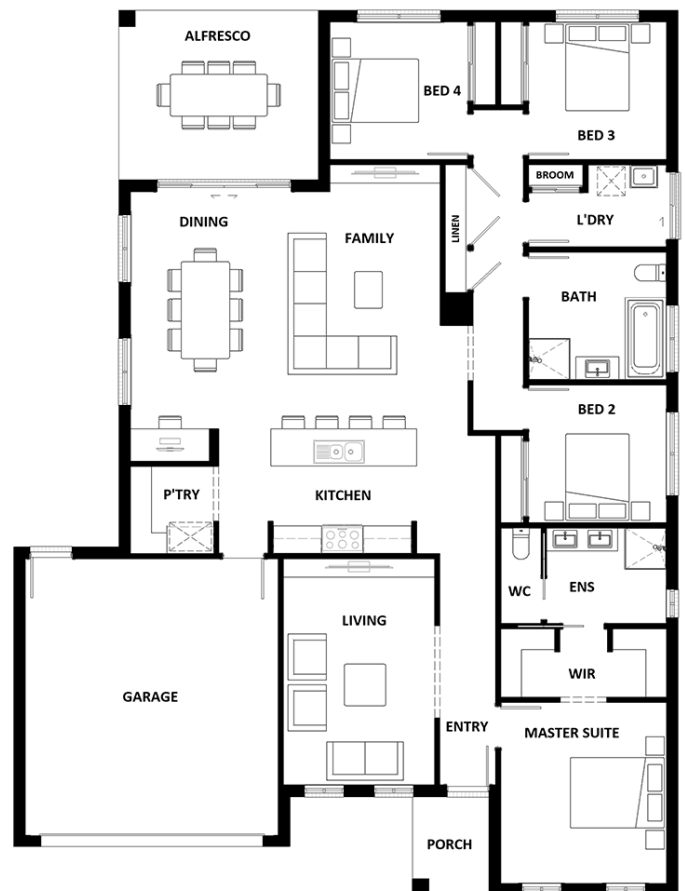 ALFRESCO
BED 4
BED 3
BROOM
L'DRY
DINING
FAMILY
LINEN
BATH
BED 2
P'TRY
KITCHEN
WC
ENS
LIVING
WIR
GARAGE
ENTRY
MASTER SUITE
PORCH